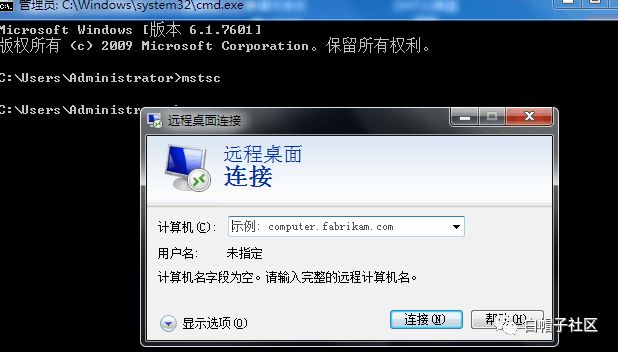 管理员: C:\Windows\system32\cmd.exe
Microsoft Windows [版本 6.1.7601]
版权所有 (c) 2009 Microsoft Corporation。保留所有权利。
C:\Users\Administrator>mstsc
C:\Users\Administrator
远程桌面连接
远程桌面
连接
计算机(C): 示例: computer.fabrikam.com
用户名: 未指定
计算机名字段为空。请输入完整的远程计算机名。
显示选项(O) 连接(N) 帮助(H)
白帽子社区